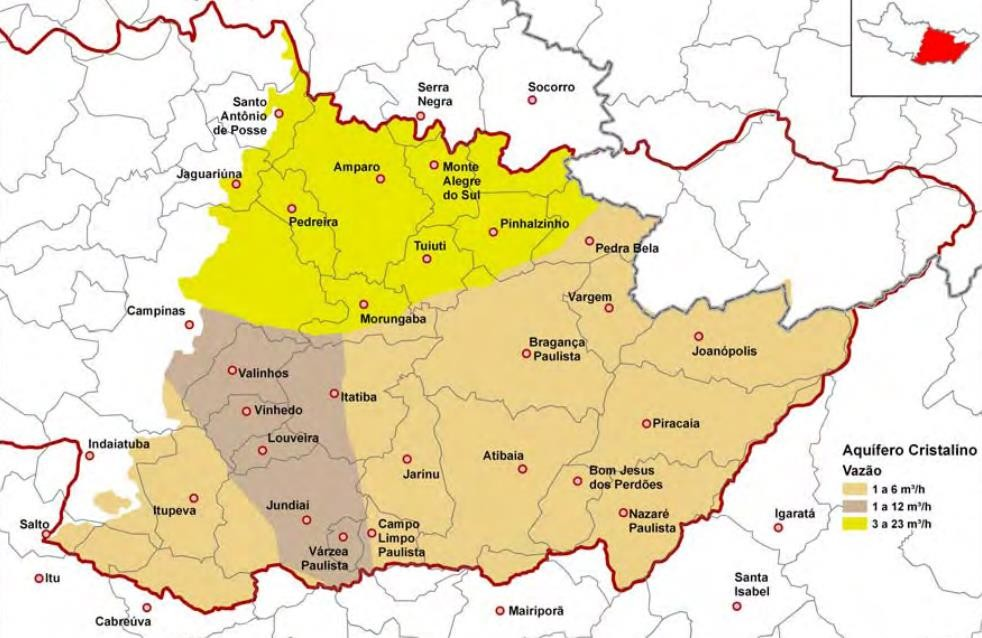 Serra
Negra
Socorro
Santo
Antônio
de Posse
Jaguariúna
Amparo
Monte
Alegre
do Sul
Pedreira
Pinhalzinho
Tuiuti
Pedra Bela
Campinas
Morungaba
Vargem
Bragança
Paulista
Joanópolis
Valinhos
Itatiba
Vinhedo
Louveira
Piracaia
Indaiatuba
Atibaia
Jarinu
Bom Jesus
dos Perdões
Itupeva
Jundiai
Nazaré
Paulista
Igaratá
Salto
Campo
Limpo
Paulista
Várzea
Paulista
Itu
Santa
Isabel
Cabreúva
Mairiporã
Aquífero Cristalino
Vazão
1 a 6 m³/h
1 a 12 m³/h
3 a 23 m³/h